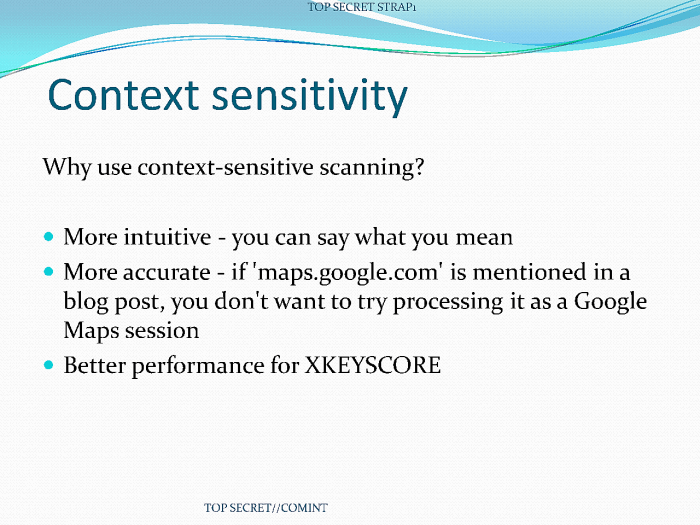 TOP SECRET STRAP1
Context sensitivity
Why use context-sensitive scanning?
More intuitive - you can say what you mean
More accurate - if 'maps.google.com' is mentioned in a
blog post, you don't want to try processing it as a Google
Maps session
Better performance for XKEYSCORE
TOP SECRET//COMINT